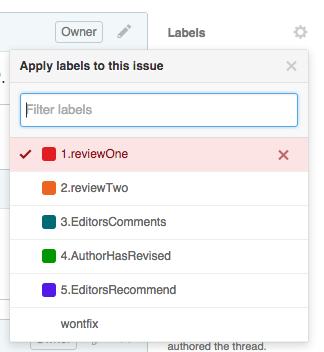 Owner
Labels
Apply labels to this issue
Filter labels
1.reviewOne
2.reviewTwo
3.EditorsComments
4.AuthorHasRevised
5.EditorsRecommend
wontfix
Owner
authored the thread.